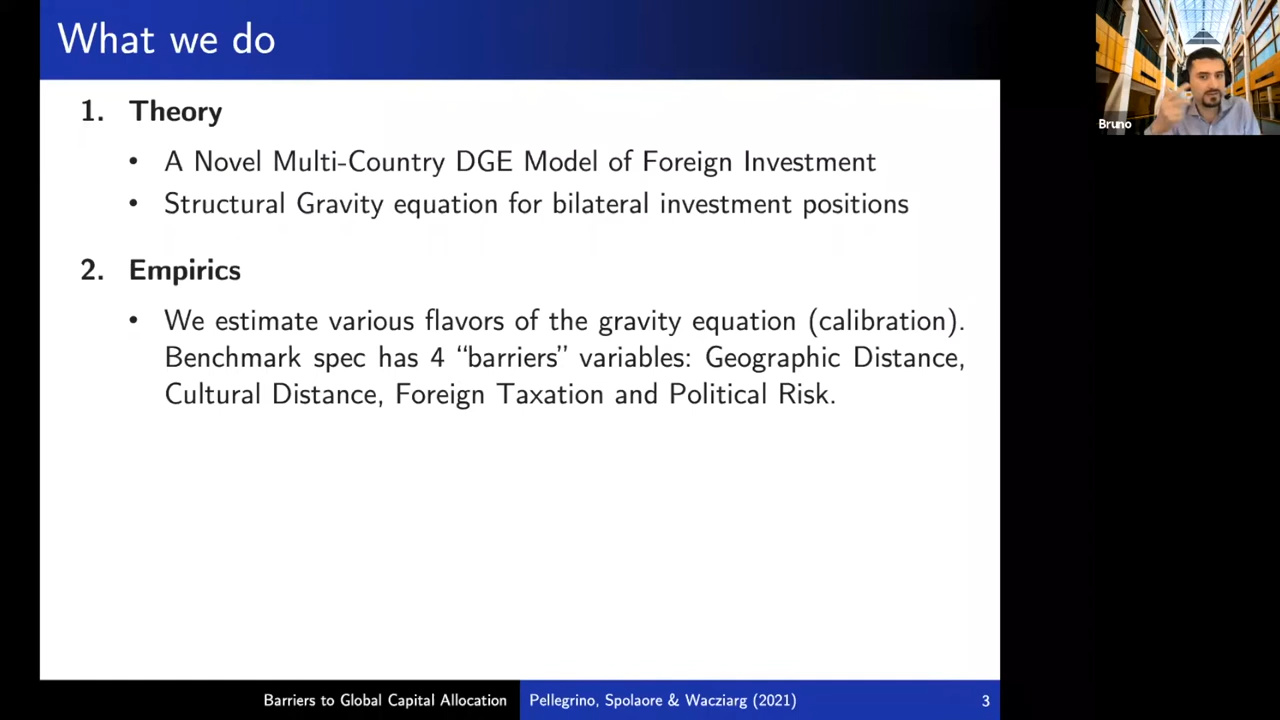 What we do
Bruno
1. Theory
• A Novel Multi-Country DGE Model of Foreign Investment
• Structural Gravity equation for bilateral investment positions
2. Empirics
• We estimate various flavors of the gravity equation (calibration).
Benchmark spec has 4 “barriers” variables: Geographic Distance,
Cultural Distance, Foreign Taxation and Political Risk.
Barriers to Global Capital Allocation Pellegrino, Spolaore & Wacziarg (2021) 3